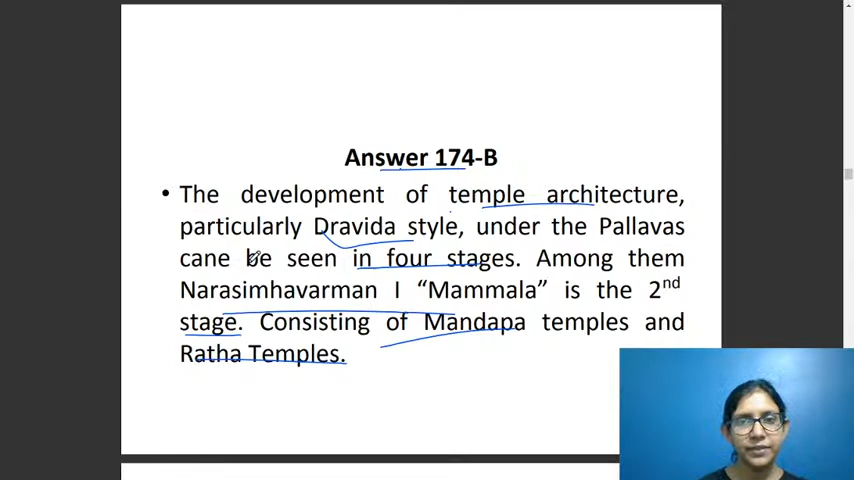 Answer 174-B
• The development of temple architecture,
particularly Dravida style, under the Pallavas
cane be seen in four stages. Among them
Narasimhavarman I “Mammala” is the 2nd
stage. Consisting of Mandapa temples and
Ratha Temples.